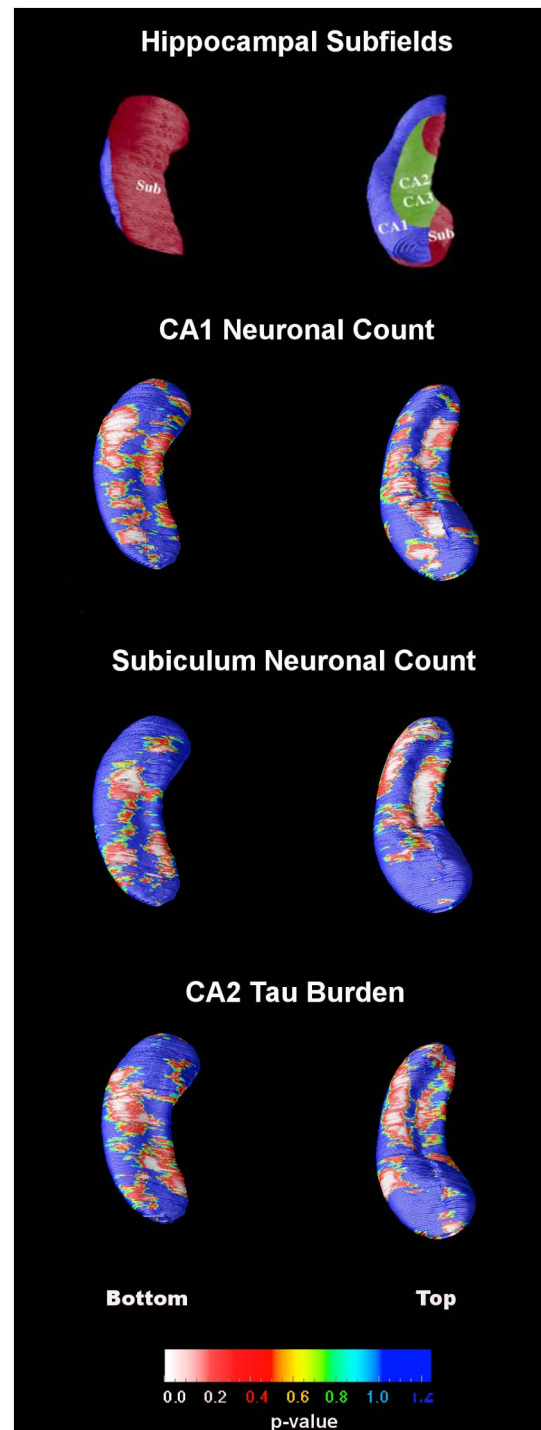 Hippocampal Subfields
Sub
CA2
CA3
CA1
Sub
CA1 Neuronal Count
Subiculum Neuronal Count
CA2 Tau Burden
Bottom Top
0.0 0.2 0.4 0.6 0.8 1.0 1.2
p-value